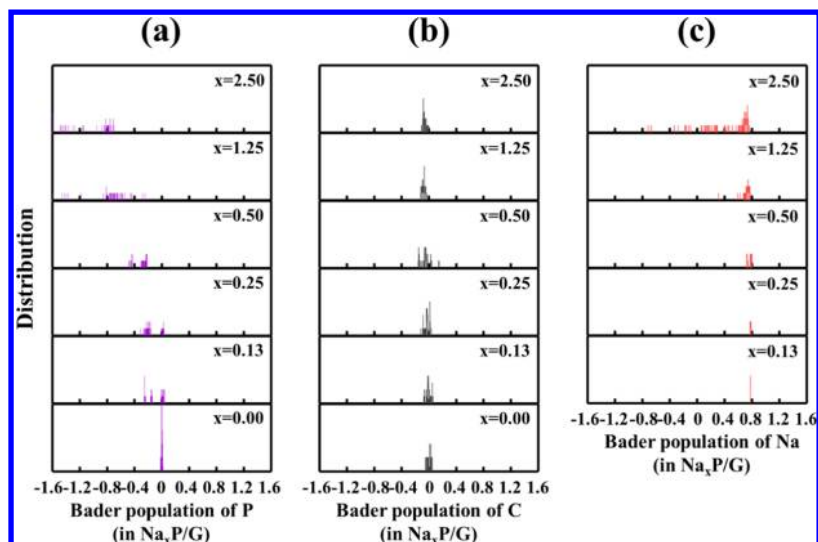 (a)
(b)
(c)
x=2.50
x=2.50
x=2.50
x=1.25
x=1.25
x=1.25
x=0.50
x=0.50
x=0.50
Distribution
x=0.25
x=0.25
x=0.25
x=0.13
x=0.13
x=0.13
x=0.00
x=0.00
-1.6-1.2-0.8-0.4 0 0.4 0.8 1.2 1.6
Bader population of P
(in NaxP/G)
-1.6-1.2-0.8-0.4 0 0.4 0.8 1.2 1.6
Bader population of C
(in NaxP/G)
-1.6-1.2-0.8-0.4 0 0.4 0.8 1.2 1.6
Bader population of Na
(in NaxP/G)